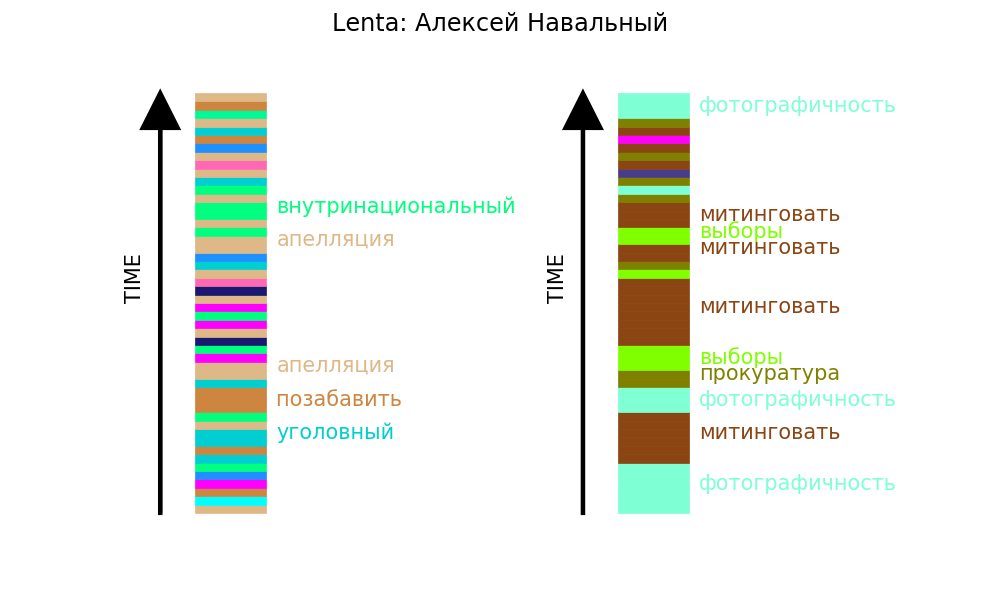 Lenta: Алексей Навальный
TIME
внутринациональный
апелляция
апелляция
позабавить
уголовный
TIME
фотографичность
митинговать
выборы
митинговать
митинговать
выборы
прокуратура
фотографичность
митинговать
фотографичность